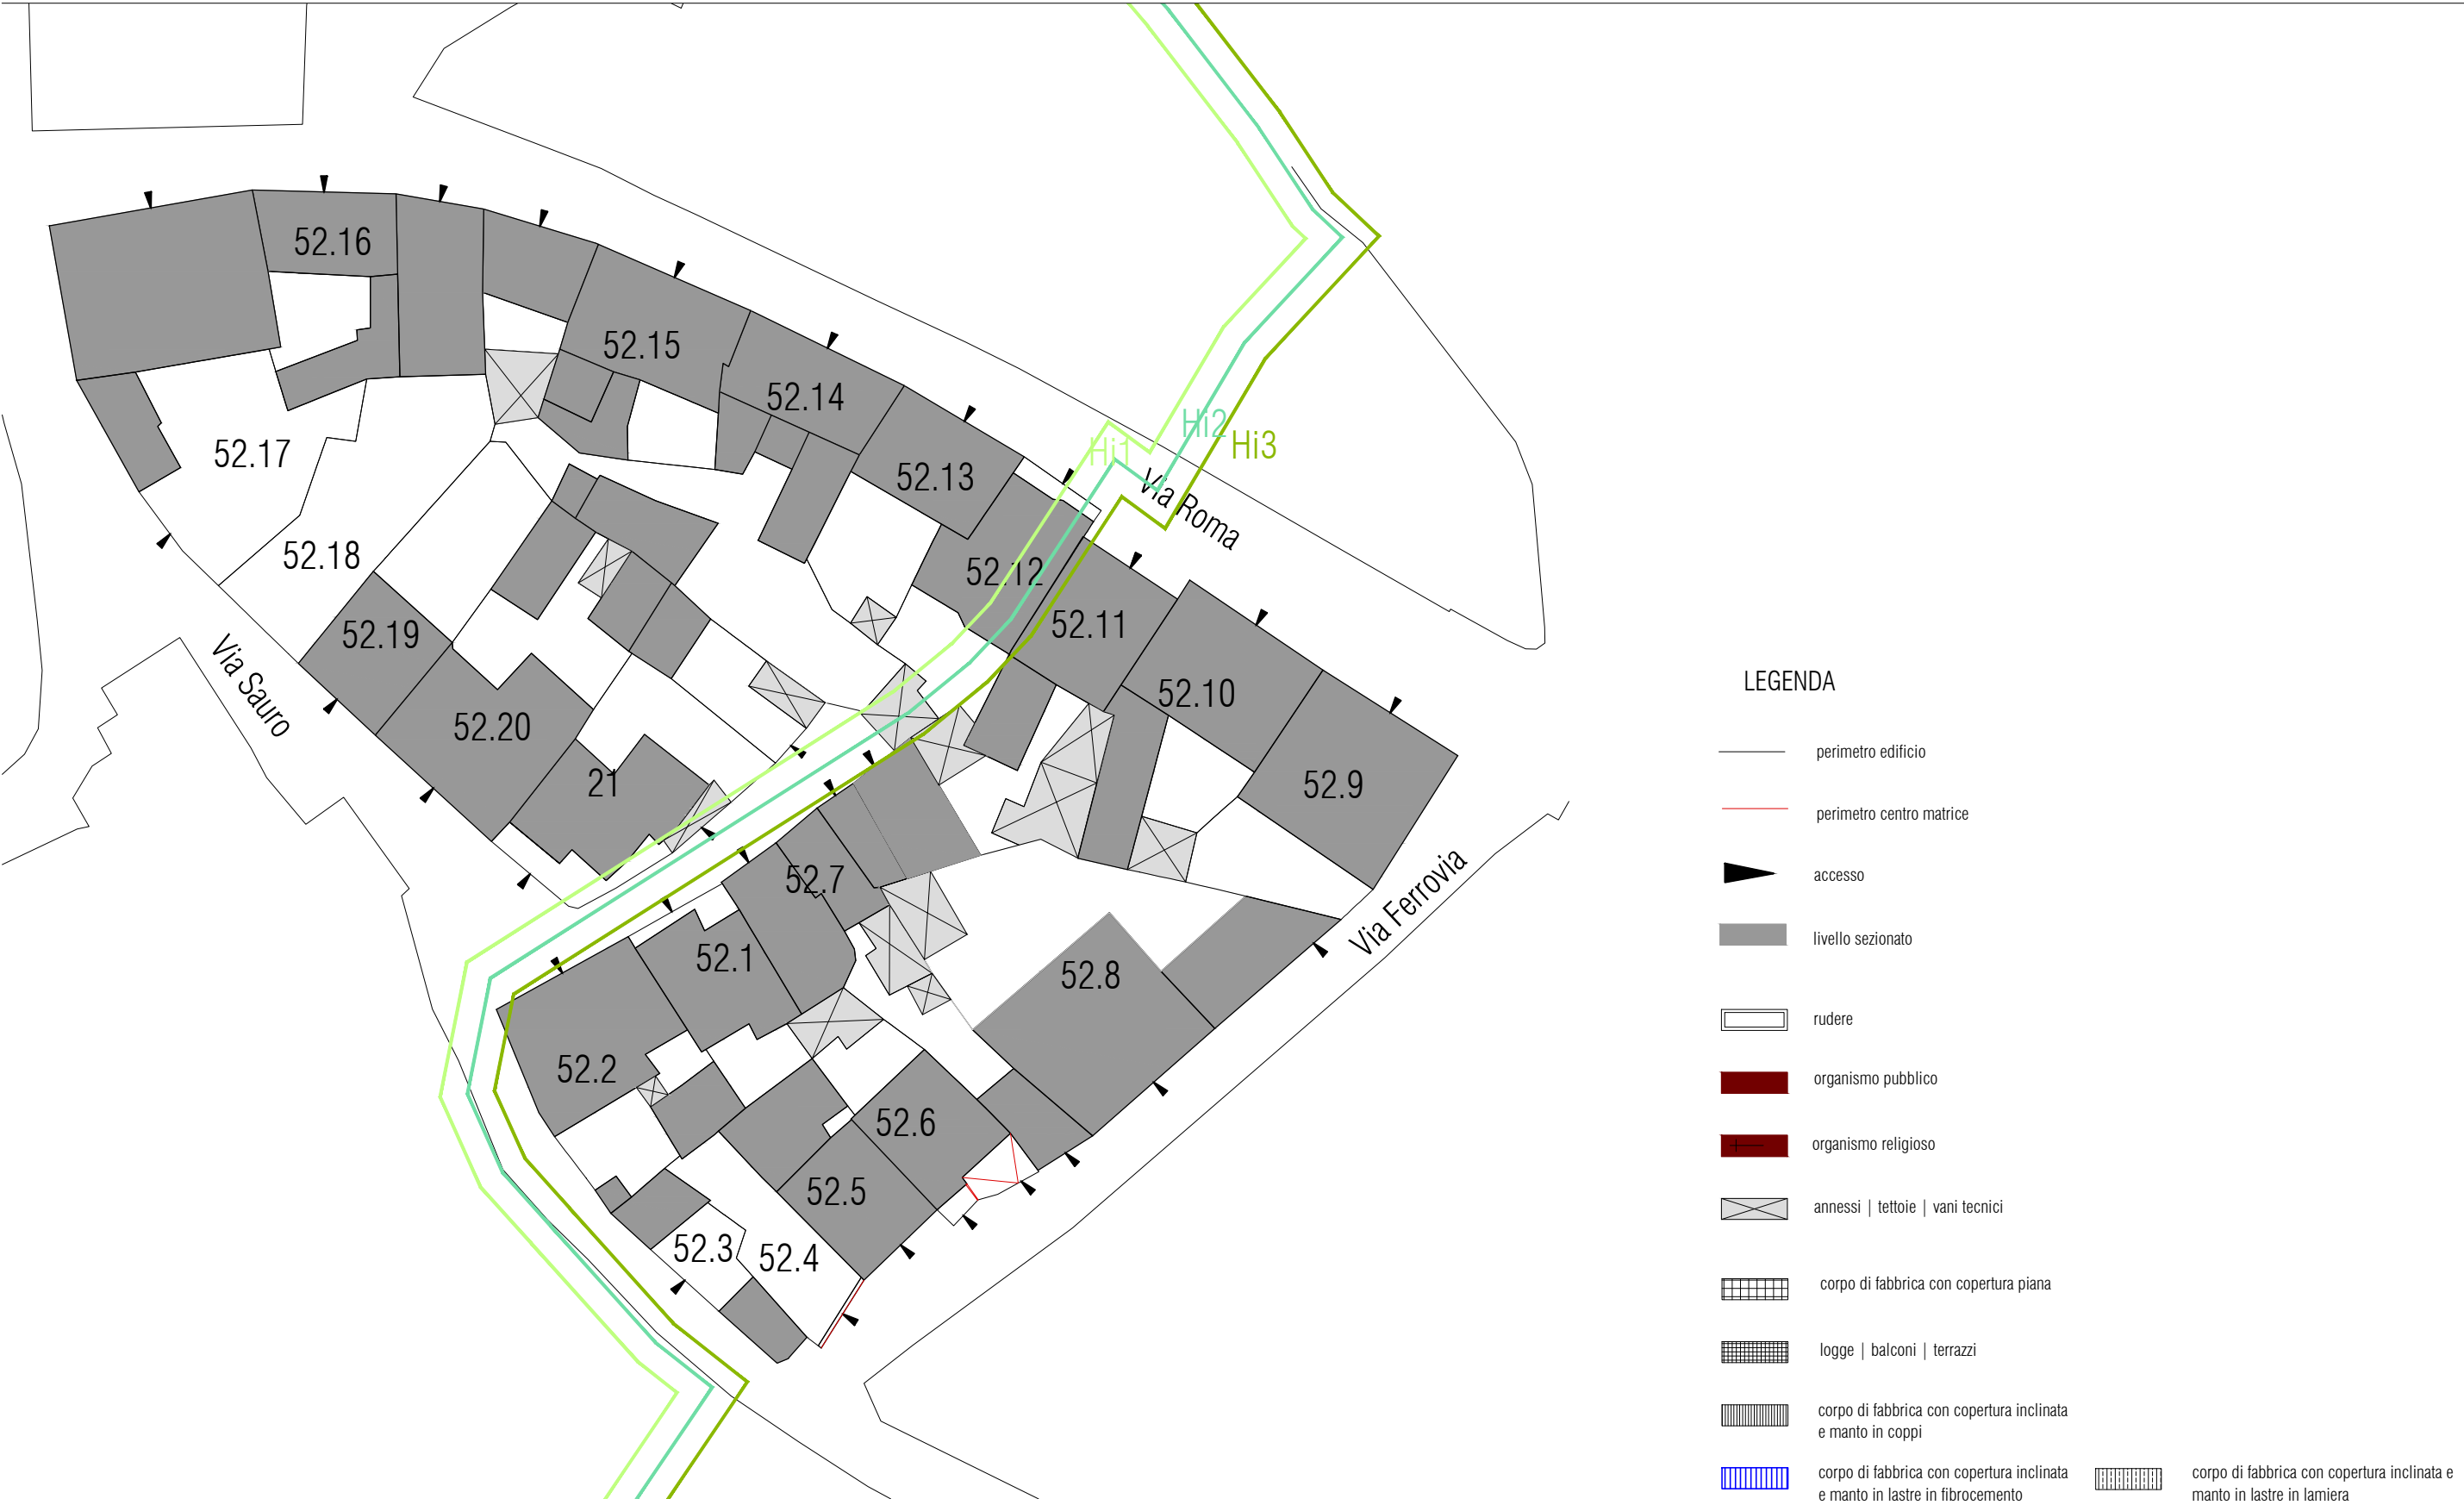 52.16
52.15
52.14
52.13
52.17
52.18
52.12
52.11
52.10
52.9
52.19
52.20
21
52.7
52.1
52.2
52.8
52.6
52.5
52.3
52.4
Hi1
Hi2
Hi3
Via Roma
Via Sauro
Via Ferrovia
LEGENDA
perimetro edificio
perimetro centro matrice
accesso
livello sezionato
rudere
organismo pubblico
organismo religioso
annessi | tettoie | vani tecnici
corpo di fabbrica con copertura piana
logge | balconi | terrazzi
corpo di fabbrica con copertura inclinata
e manto in coppi
corpo di fabbrica con copertura inclinata
e manto in lastre in fibrocemento
corpo di fabbrica con copertura inclinata e
manto in lastre in lamiera